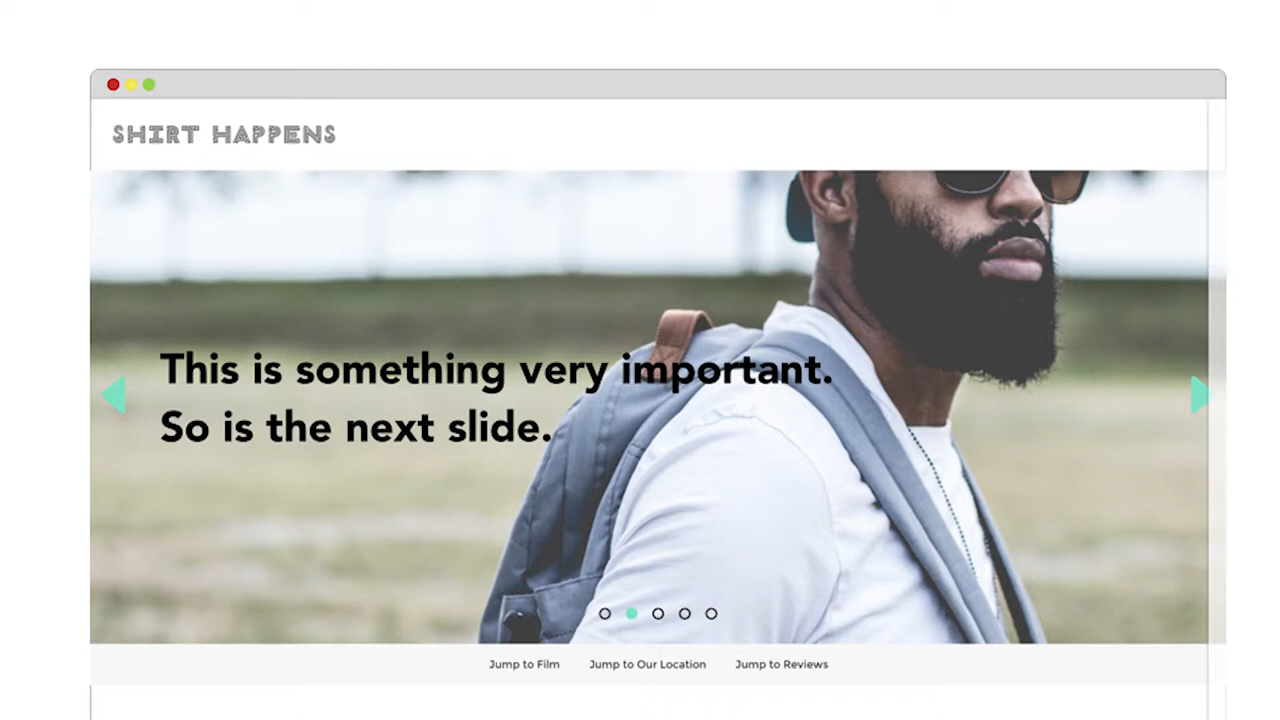 SHIRT HAPPENS
This is something very important.
So is the next slide.
Jump to Film Jump to Our Location Jump to Reviews